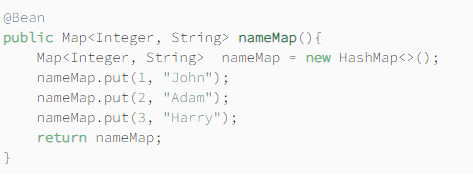 @Bean
public Map<Integer, String> nameMap(){
    Map<Integer, String>  nameMap = new HashMap<>();
    nameMap.put(1, "John");
    nameMap.put(2, "Adam");
    nameMap.put(3, "Harry");
    return nameMap;
}